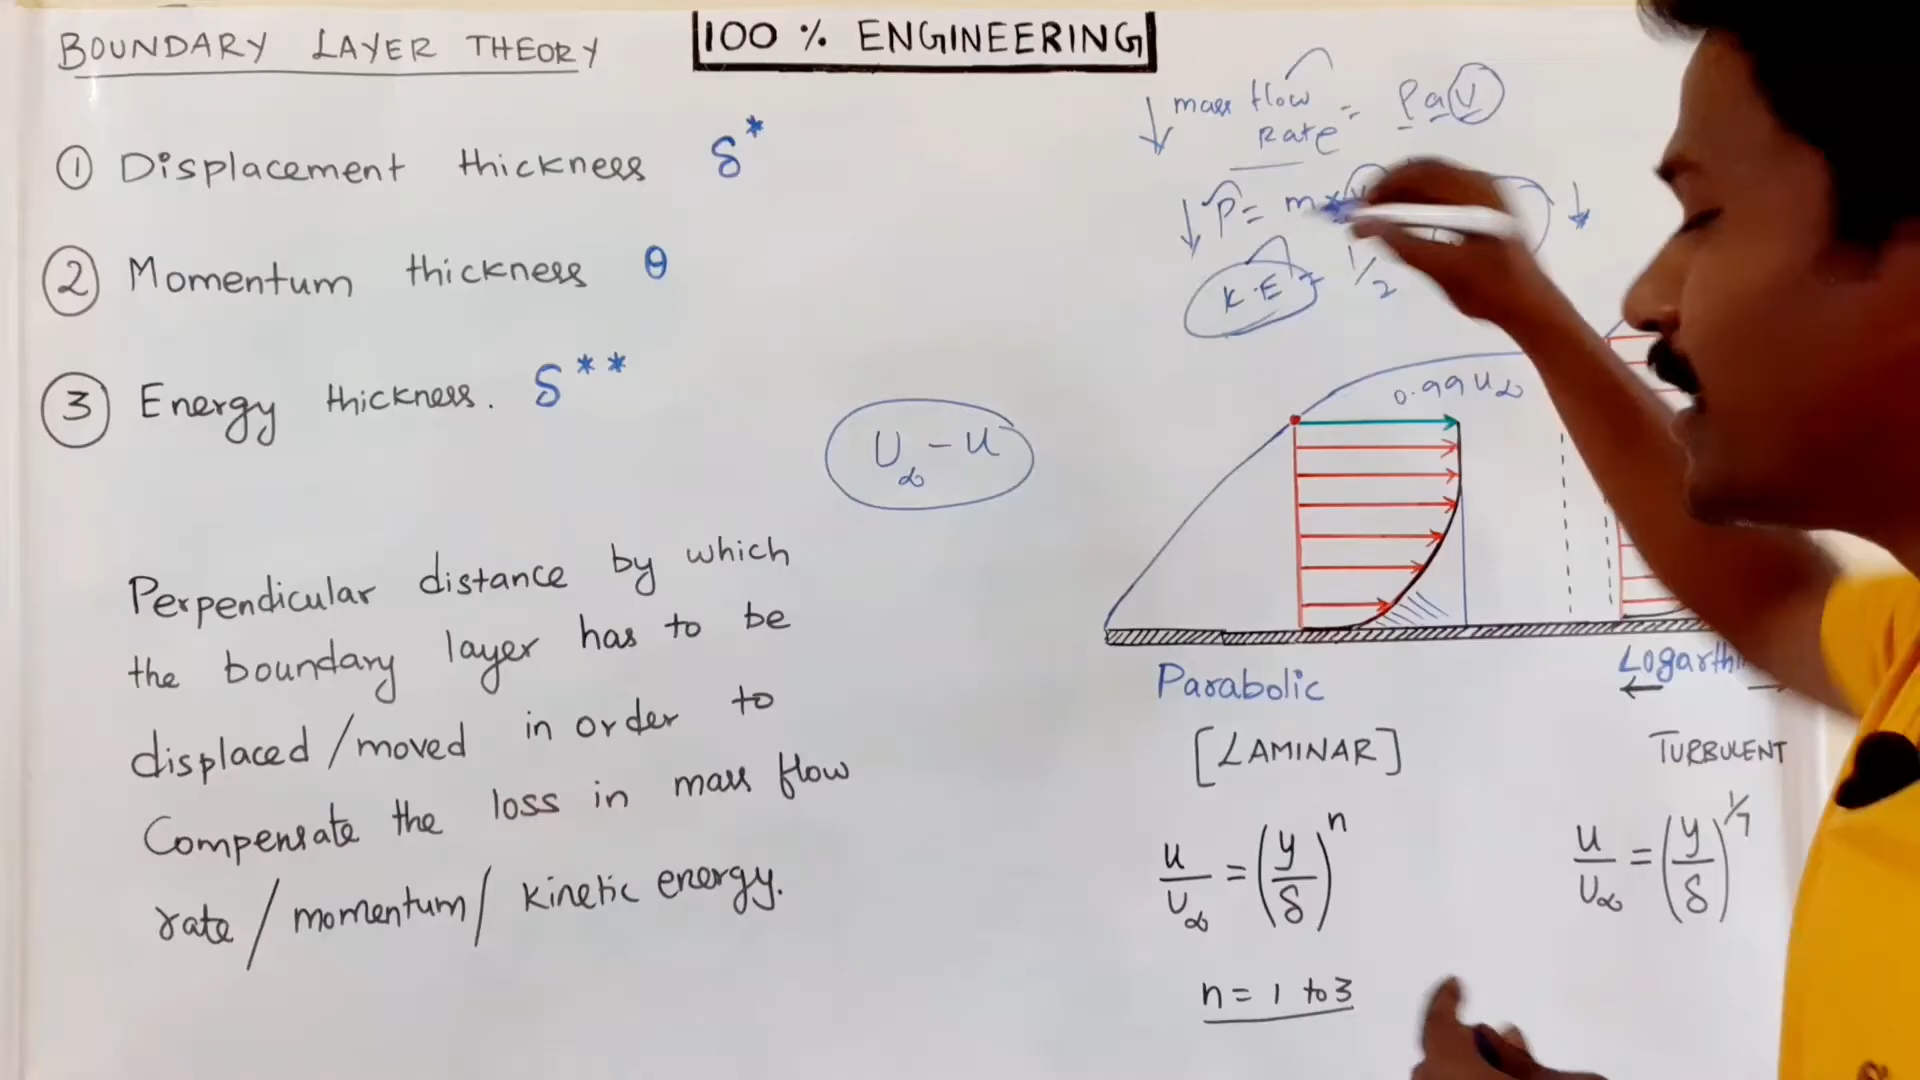 BOUNDARY LAYER THEORY
100 % ENGINEERING
① Displacement thickness δ*
② Momentum thickness θ
③ Energy thickness. δ**
U∞ - u
Perpendicular distance by which
the boundary layer has to be
displaced/moved in order to
Compensate the loss in mass flow
rate/momentum/kinetic energy.
↓ mass flow Rate = ρav
↓ P = m×
K.E = 1/2
↓
0.99U∞
Parabolic
[LAMINAR]
u/U∞ = (y/δ)^n
n = 1 to 3
TURBULENT
u/U∞ = (y/δ)^1/7